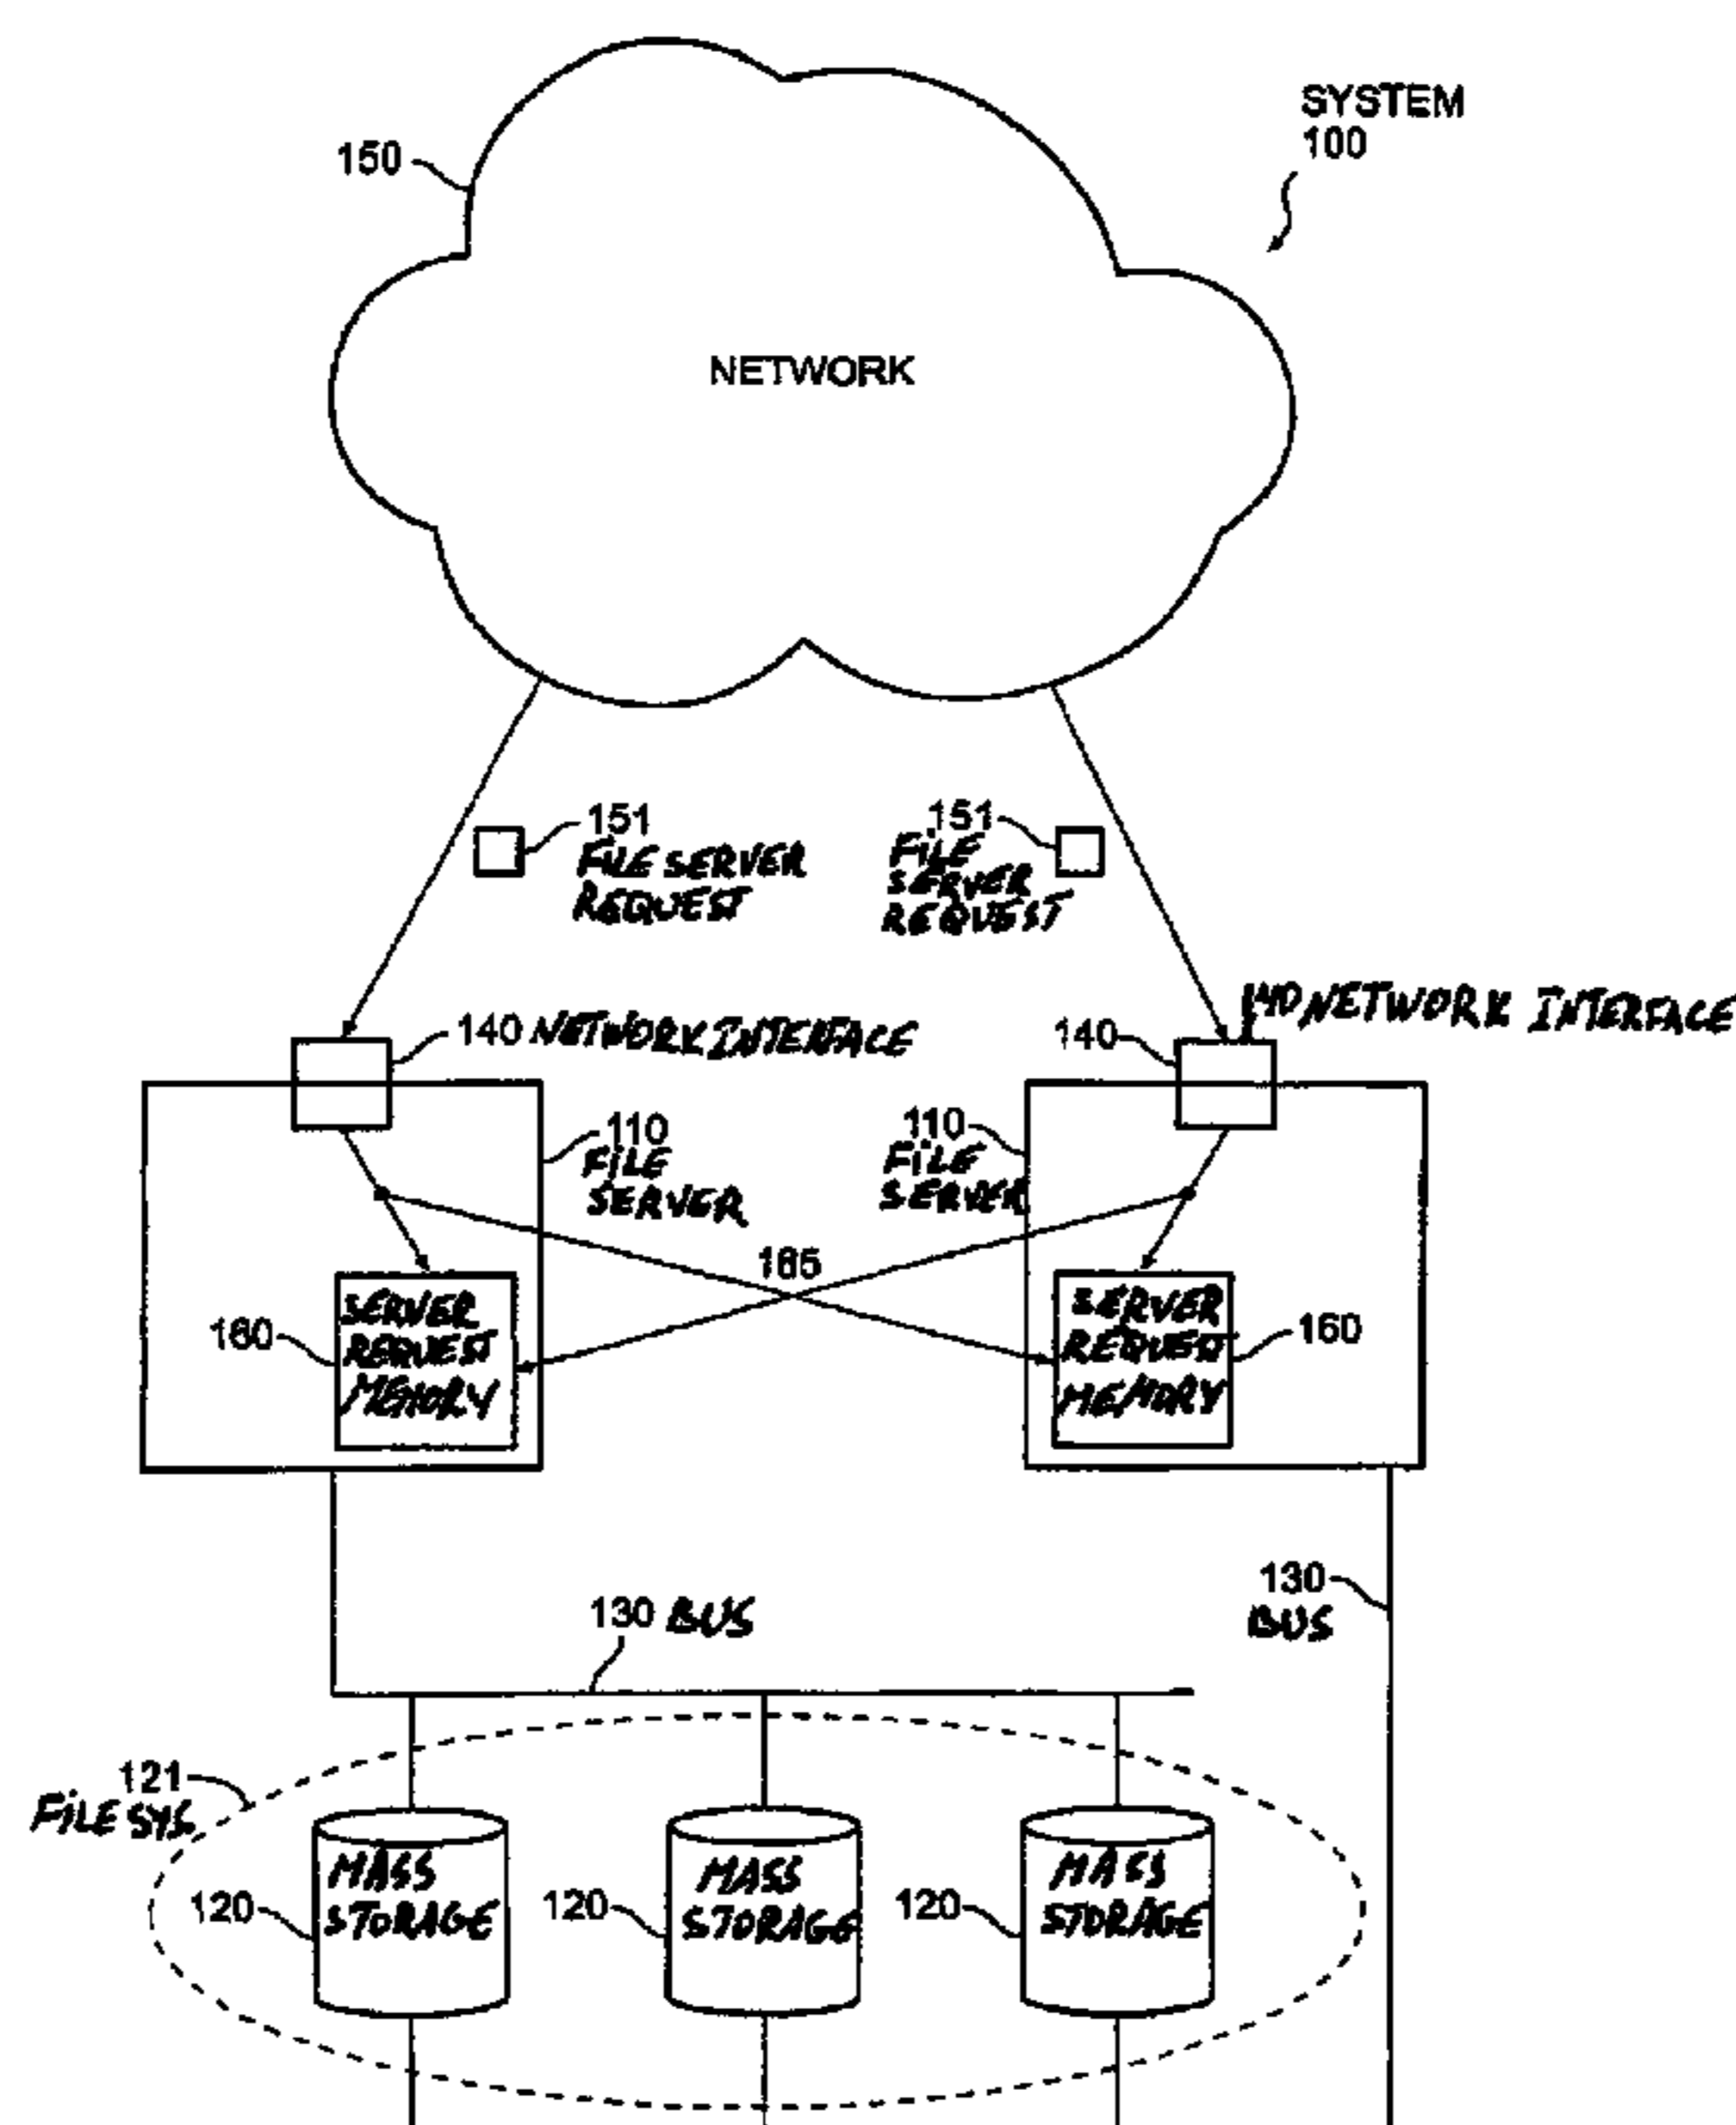 SYSTEM
100
150
NETWORK
151
FILE SERVER
REQUEST
151
FILE
SERVER
REQUEST
140 NETWORK INTERFACE
140
140 NETWORK INTERFACE
110
FILE
SERVER
110
FILE
SERVER
165
160
SERVER
REQUEST
MEMORY
SERVER
REQUEST
MEMORY
160
130 BUS
130
BUS
121
FILE SYS.
120
MASS
STORAGE
120
MASS
STORAGE
120
MASS
STORAGE